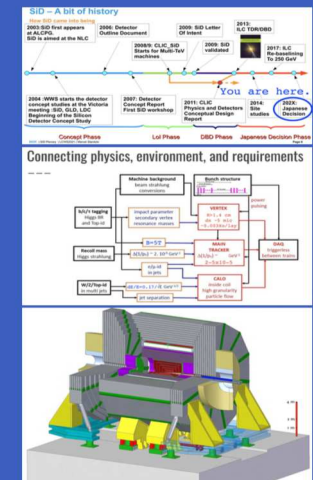 SiD – A bit of history
How SiD came into being
2003:SiD first appears
at ALCPG.
SiD is aimed at the NLC
2006: Detector
Outline Document
2008/9: CLIC_SiD
Starts for Multi-TeV
machines
2009: SiD Letter
Of Intent
2009: SiD
validated
2013:
ILC TDR/DBD
2017: ILC
Re-baselining
To 250 GeV
You are here.
2004 :WWS starts the detector
concept studies at the Victoria
meeting. SiD, GLD, LDC
Beginning of the Silicon
Detector Concept Study
2007: Detector
Concept Report
First SiD workshop
2011: CLIC
Physics and Detectors
Conceptual Design
Report
2014:
Site
studies
202X:
Japanese
Decision
Concept Phase
LoI Phase
DBD Phase
Japanese Decision Phase
Connecting physics, environment, and requirements
Machine background
beam strahlung
conversions
Bunch structure
power
pulsing
b/c/t tagging
Higgs BR
and Top-id
impact parameter
secondary vertex
resonance masses
VERTEX
Recoil mass
Higgs strahlung
B=5T
MAIN
TRACKER
DAQ
triggerless
between trains
in jets
CALO
inside coil
high granularity
particle flow
W/Z/Top-id
in multi jets
jet separation